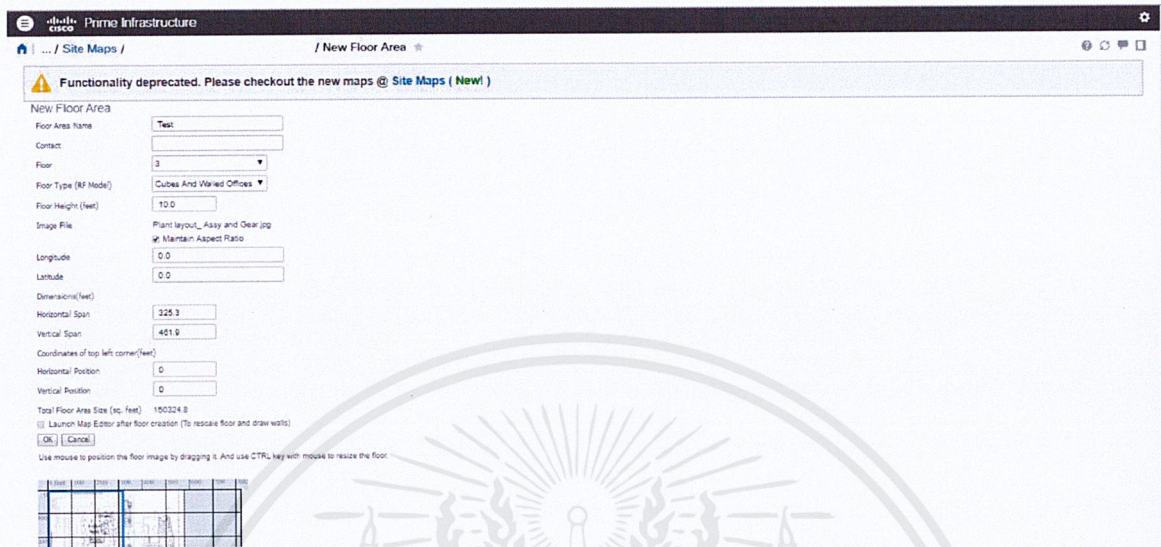 cisco Prime Infrastructure
... / Site Maps / / New Floor Area
Functionality deprecated. Please checkout the new maps @ Site Maps ( New! )
New Floor Area
Floor Area Name Test
Contact
Floor 3
Floor Type (RF Model) Cubes And Walled Offices
Floor Height (feet) 10.0
Image File Plant layout_ Assy and Gear.jpg
Maintain Aspect Ratio
Longitude 0.0
Latitude 0.0
Dimensions(feet)
Horizontal Span 325.3
Vertical Span 461.9
Coordinates of top left corner(feet)
Horizontal Position 0
Vertical Position 0
Total Floor Area Size (sq. feet) 150324.8
Launch Map Editor after floor creation (To rescale floor and draw walls)
OK Cancel
Use mouse to position the floor image by dragging it. And use CTRL key with mouse to resize the floor.